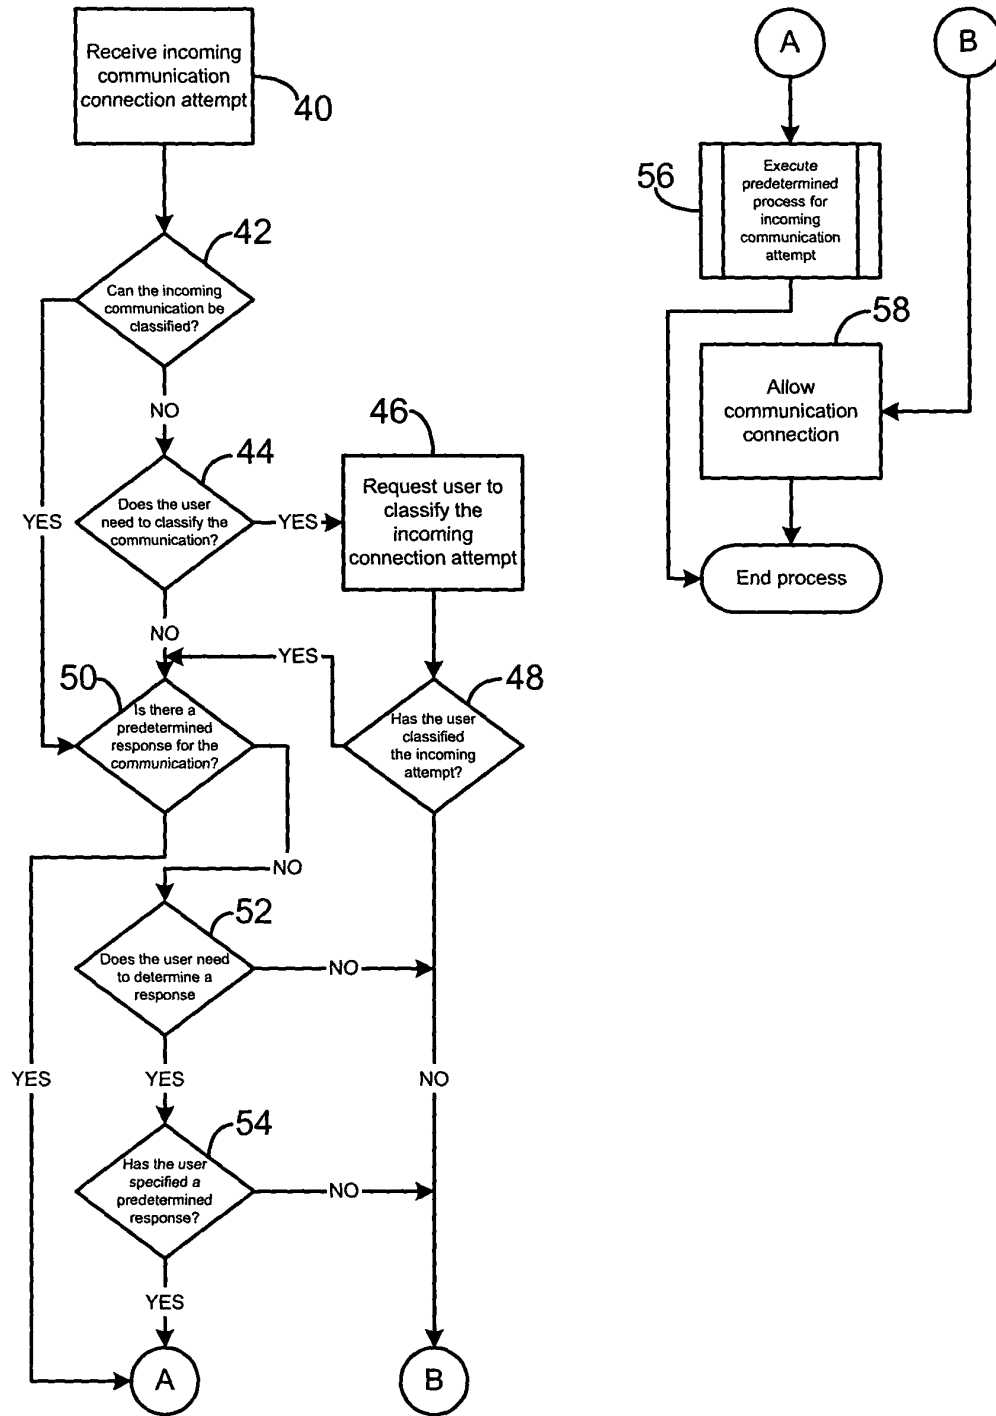 Receive incoming
communication
connection attempt
40
42
Can the incoming
communication be
classified?
NO
YES
44
Does the user
need to classify the
communication?
YES
46
Request user to
classify the
incoming
connection attempt
NO
YES
48
Has the user
classified
the incoming
attempt?
50
Is there a
predetermined
response for the
communication?
NO
52
Does the user need
to determine a
response
NO
YES
YES
NO
54
Has the user
specified a
predetermined
response?
NO
YES
A
B
A
B
56
Execute
predetermined
process for
incoming
communication
attempt
58
Allow
communication
connection
End process